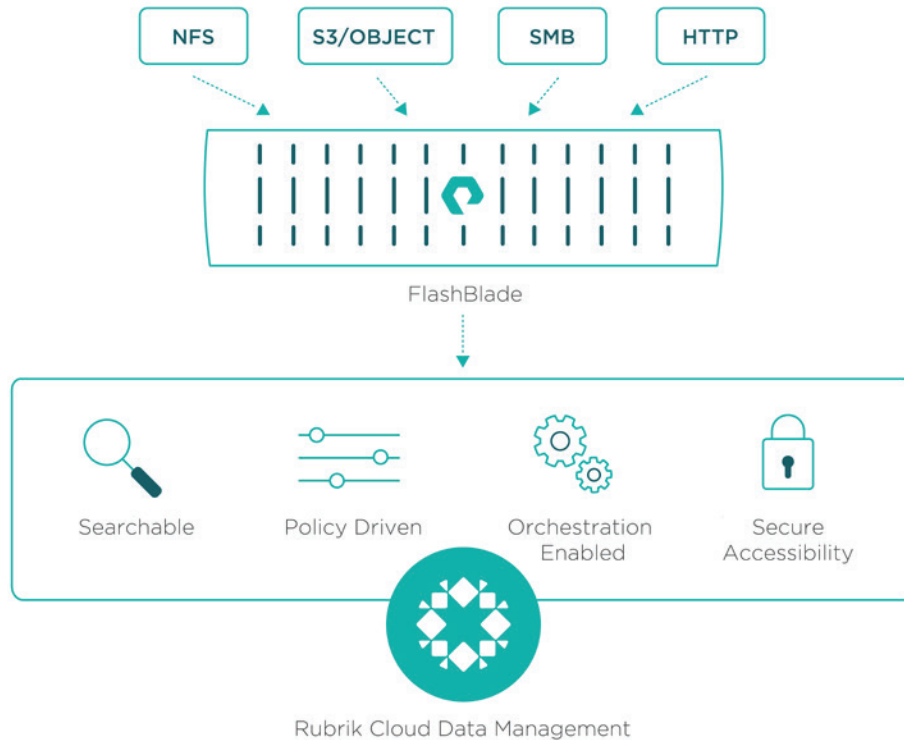 NFS
S3/OBJECT
SMB
HTTP
FlashBlade
Searchable
Policy Driven
Orchestration
Enabled
Secure
Accessibility
Rubrik Cloud Data Management